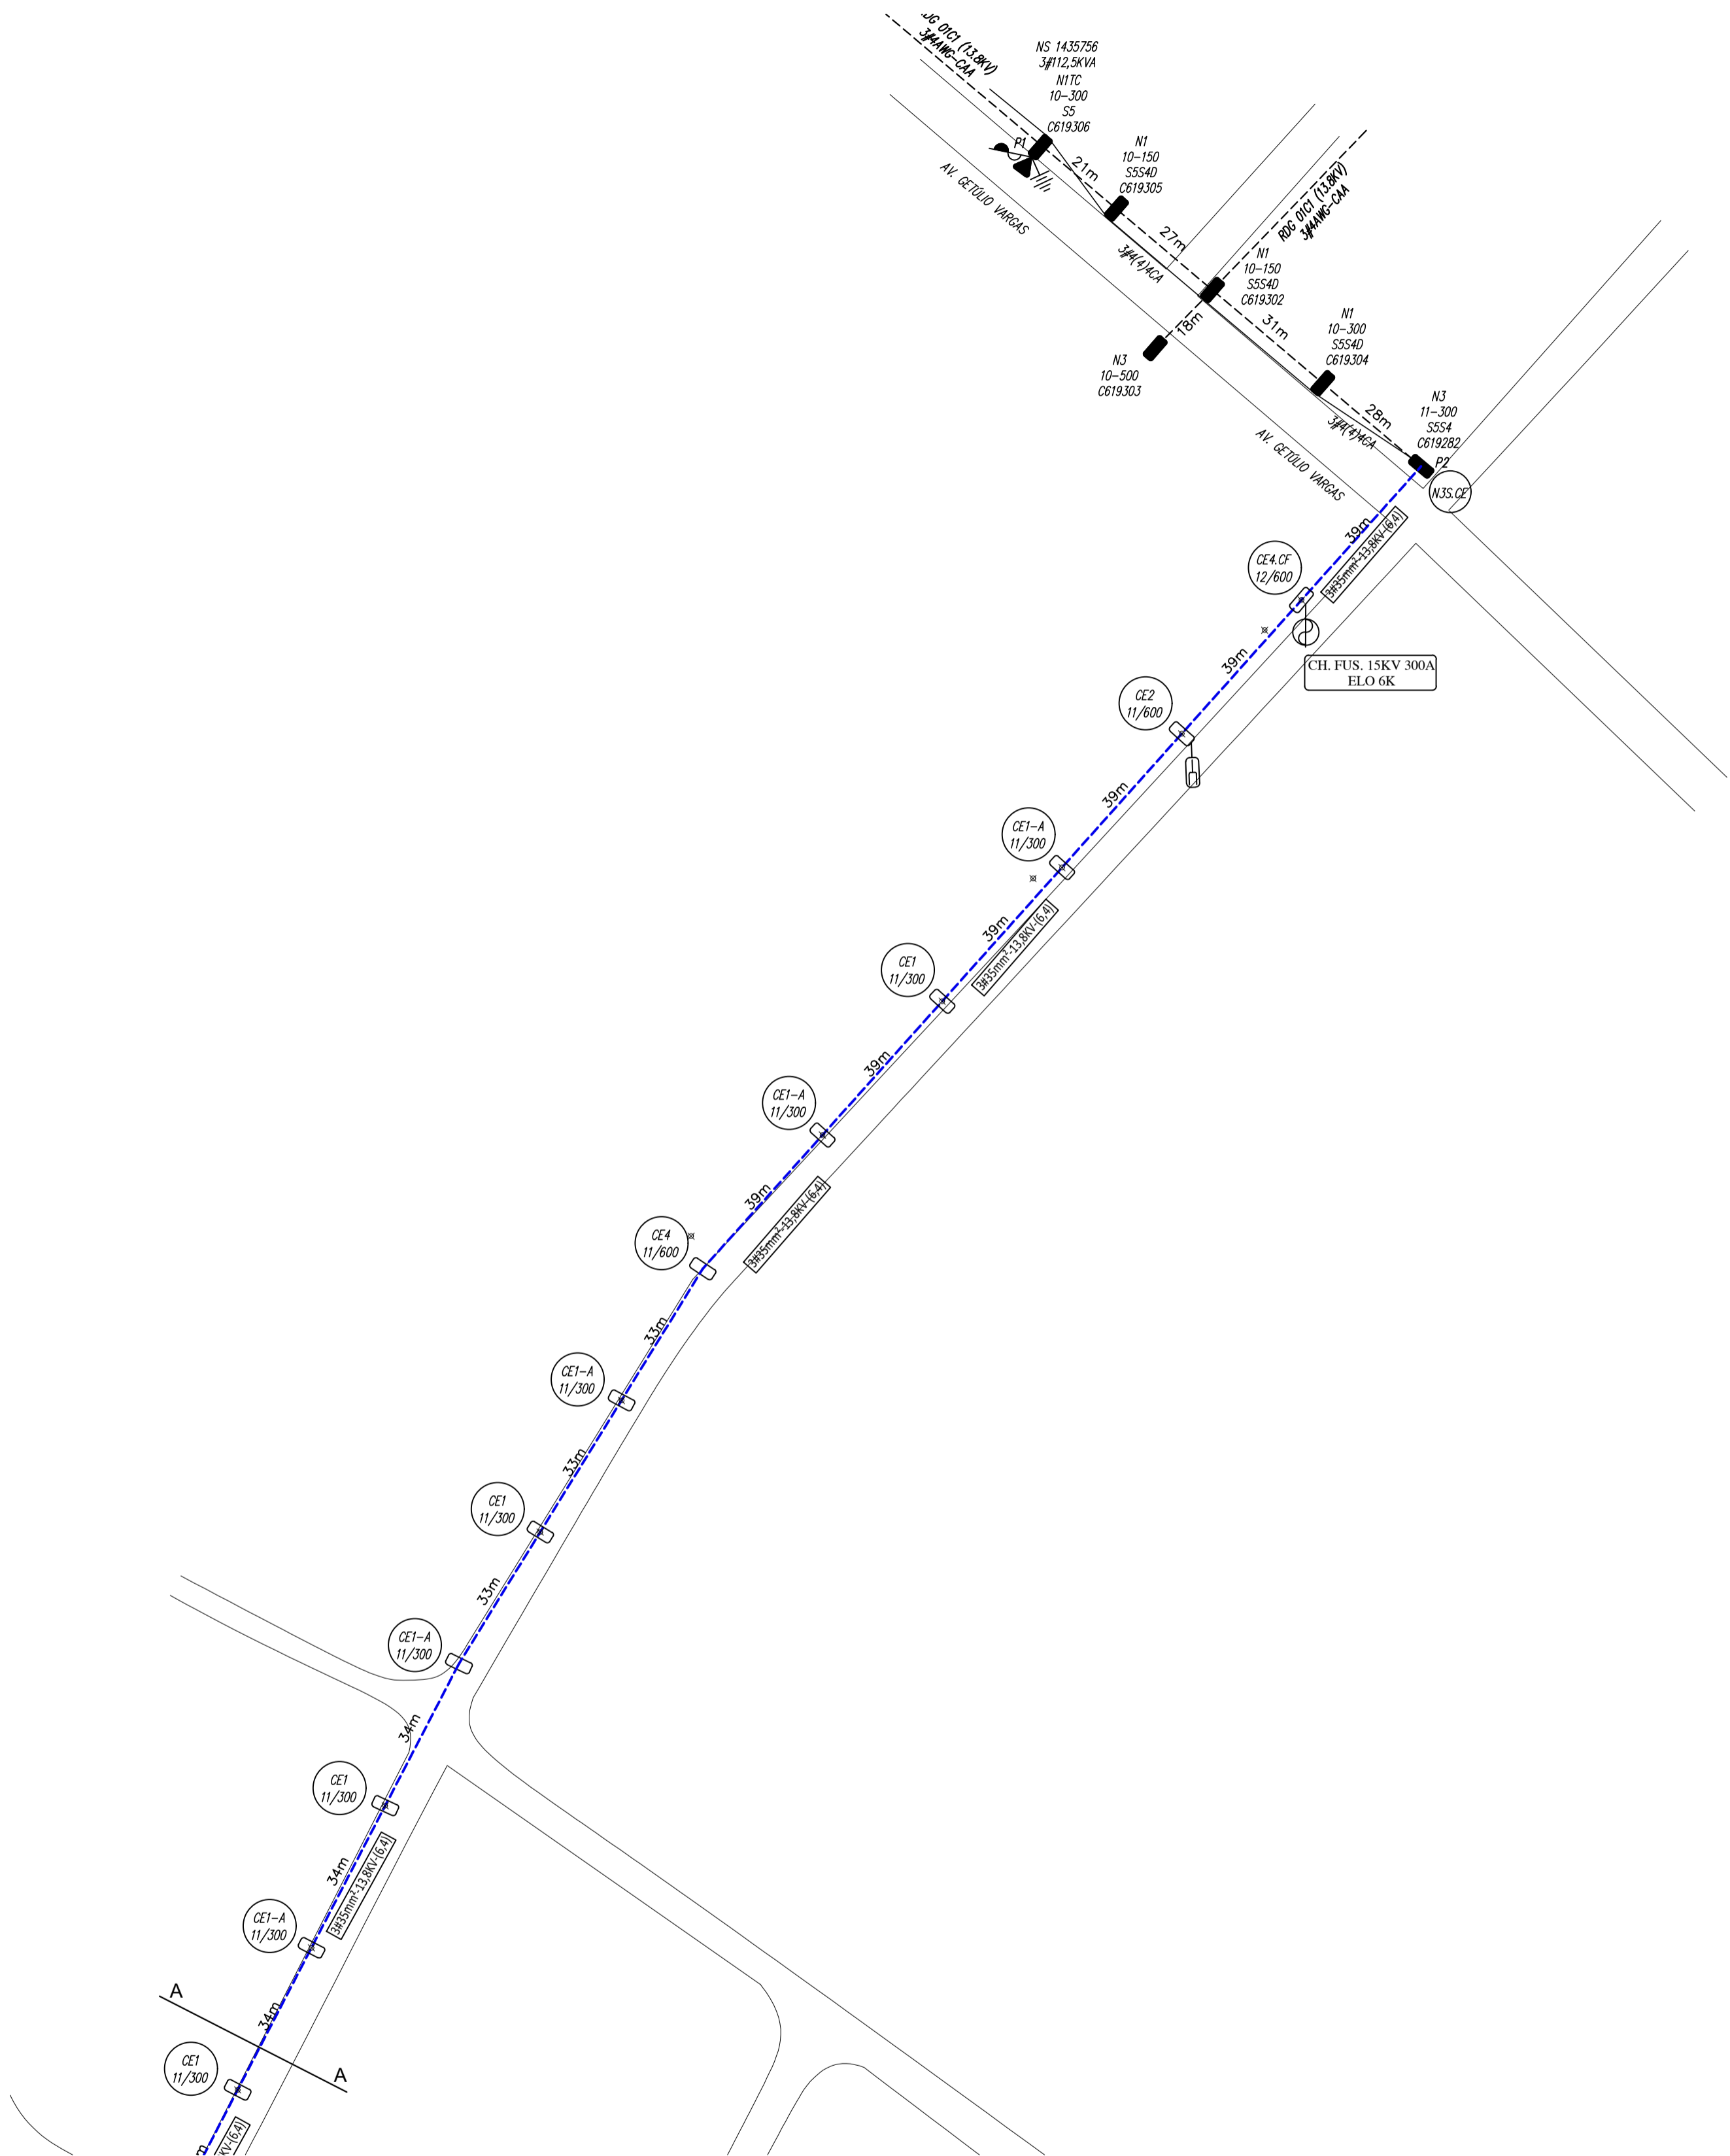 RDG 01C1 (13.8KV)
3#4AWG-CAA
NS 1435756
3#112,5KVA
N1TC
10-300
S5
C619306
P1
21m
N1
10-150
S5S4D
C619305
AV. GETÚLIO VARGAS
27m
3#4(4)4CA
RDG 01C1 (13.8KV)
3#4AWG-CAA
N1
10-150
S5S4D
C619302
18m
31m
N3
10-500
C619303
N1
10-300
S5S4D
C619304
28m
3#4(4)4CA
N3
11-300
S5S4
C619282
P2
N3S.CE
AV. GETÚLIO VARGAS
39m
3#35mm²-13,8KV-(6,4)
CE4.CF
12/600
CH. FUS. 15KV 300A
ELO 6K
39m
CE2
11/600
39m
CE1-A
11/300
39m
3#35mm²-13,8KV-(6,4)
CE1
11/300
39m
CE1-A
11/300
39m
3#35mm²-13,8KV-(6,4)
CE4
11/600
33m
CE1-A
11/300
33m
CE1
11/300
33m
CE1-A
11/300
34m
CE1
11/300
34m
3#35mm²-13,8KV-(6,4)
CE1-A
11/300
A
34m
A
CE1
11/300
KV-(6,4)
m